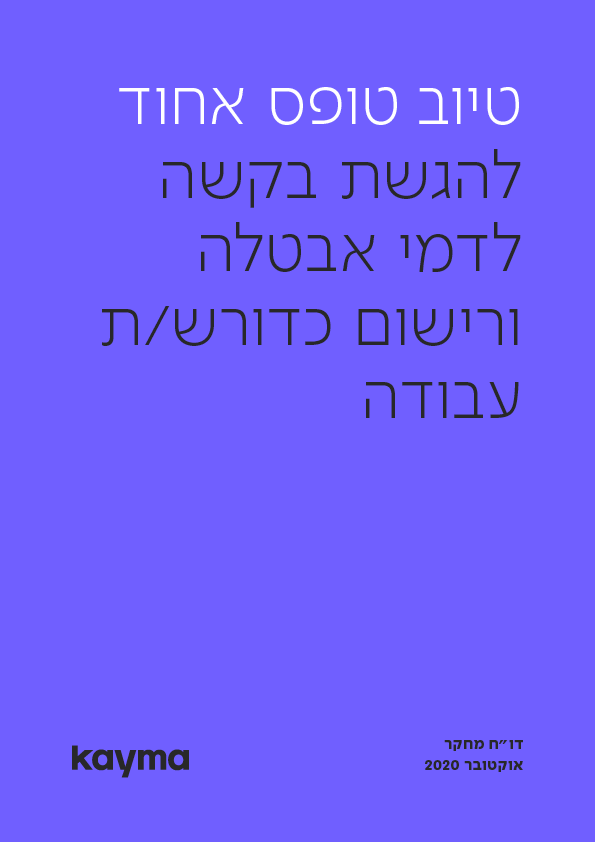 טיוב טופס אחוד
להגשת בקשה
לדמי אבטלה
ורישום כדורש/ת
עבודה
דו״ח מחקר
אוקטובר 2020
kayma